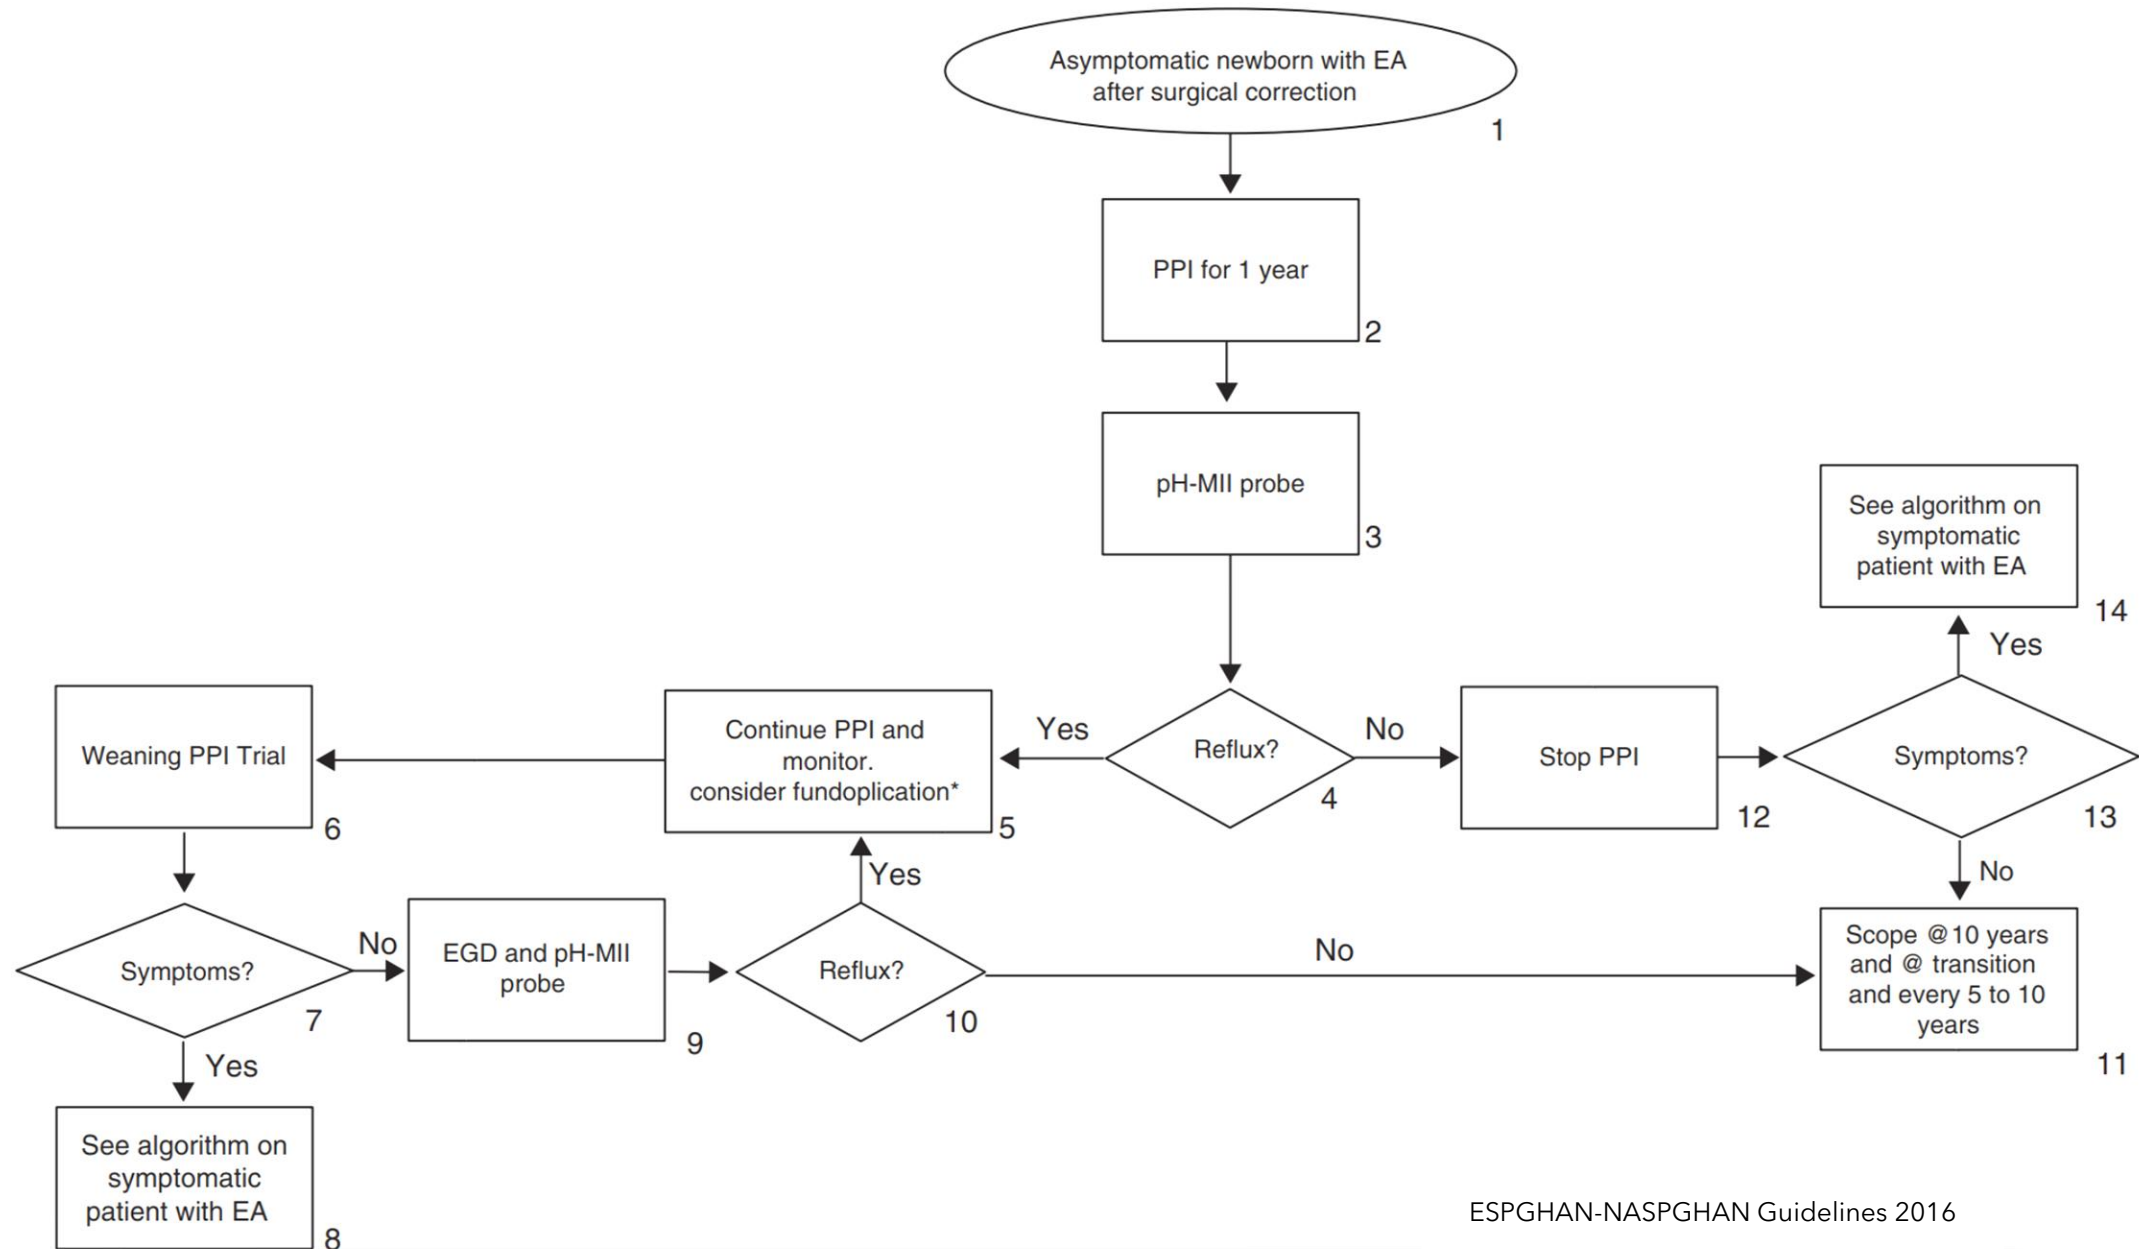 Asymptomatic newborn with EA
after surgical correction
1
PPI for 1 year
2
pH-MII probe
3
Reflux?
4
Yes
No
Continue PPI and
monitor.
consider fundoplication*
5
Weaning PPI Trial
6
Symptoms?
7
Yes
See algorithm on
symptomatic
patient with EA
8
No
EGD and pH-MII
probe
9
Reflux?
10
Yes
No
Scope @10 years
and @ transition
and every 5 to 10
years
11
Stop PPI
12
Symptoms?
13
No
Yes
See algorithm on
symptomatic
patient with EA
14
ESPGHAN-NASPGHAN Guidelines 2016